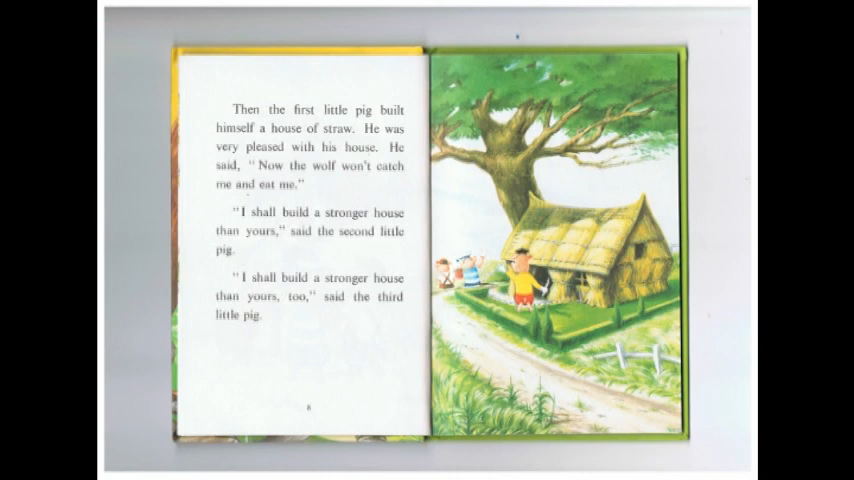 Then the first little pig built
himself a house of straw. He was
very pleased with his house. He
said, "Now the wolf won't catch
me and eat me."
"I shall build a stronger house
than yours," said the second little
pig.
"I shall build a stronger house
than yours, too," said the third
little pig.
8